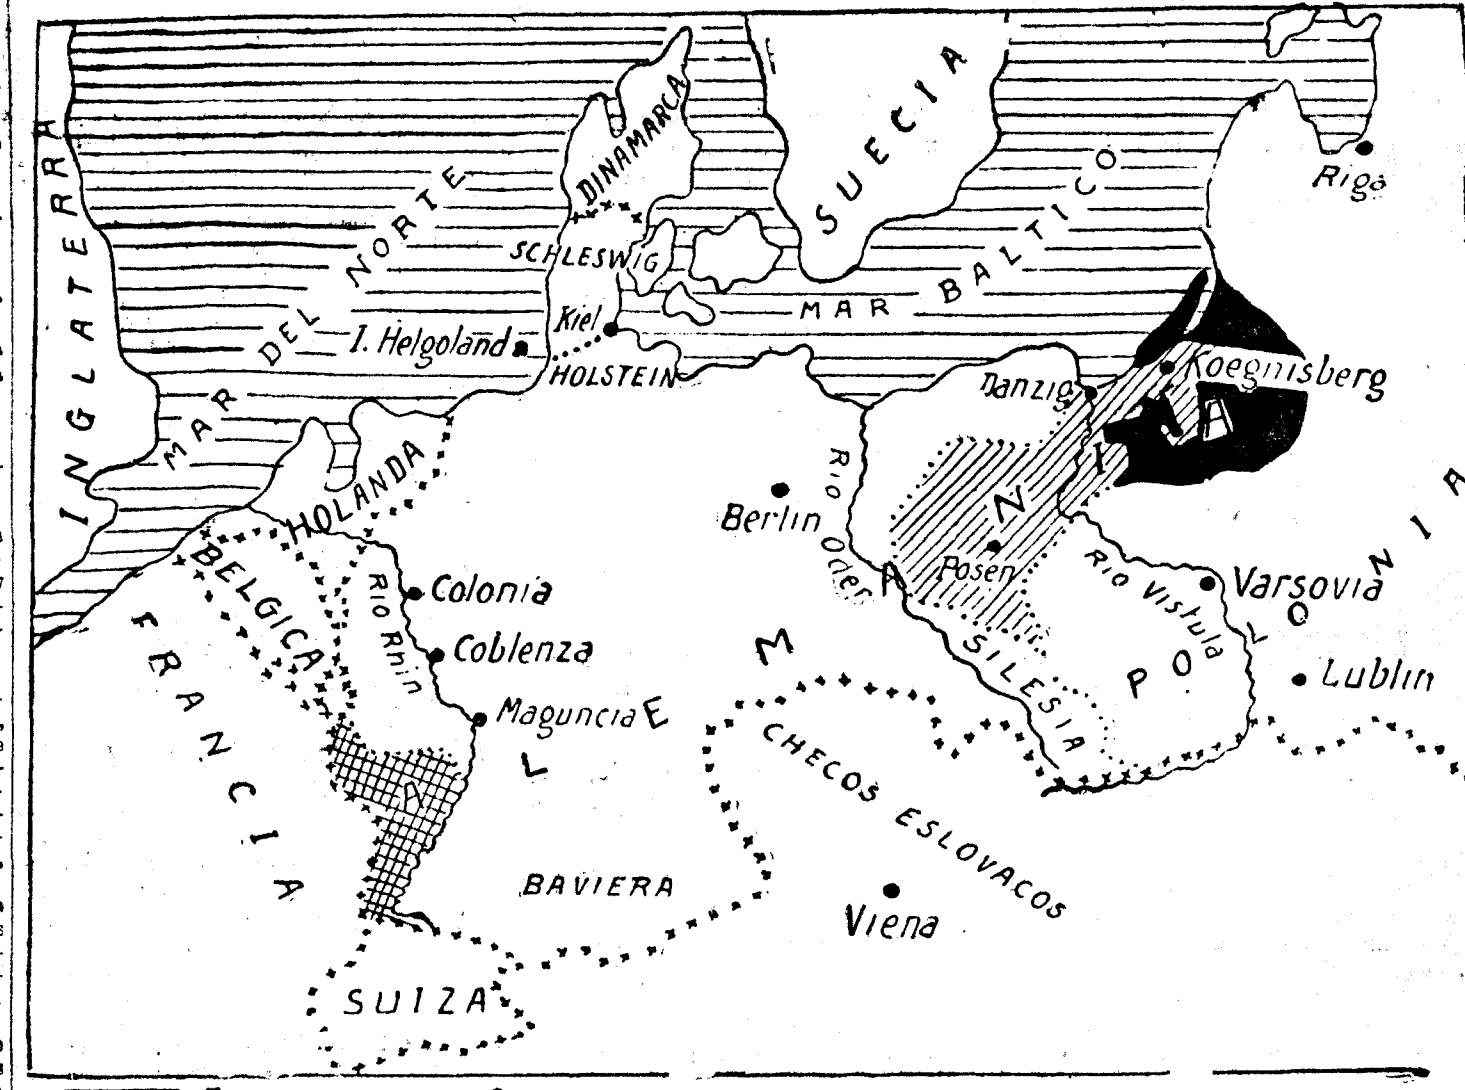 INGLATERRA
MAR DEL NORTE
DINAMARCA
SUECIA
MAR BALTICO
Riga
SCHLESWIG
Kiel
I. Helgoland
HOLSTEIN
Danzig
Koegnisberg
HOLANDA
BELGICA
FRANCIA
RIO Rhin
Colonia
Coblenza
Maguncia
Berlin
RIO Oder
Posen
RIO Vistula
Varsovia
Lublin
POLONIA
SILESIA
ALEMANIA
CHECOS ESLOVACOS
BAVIERA
Viena
SUIZA